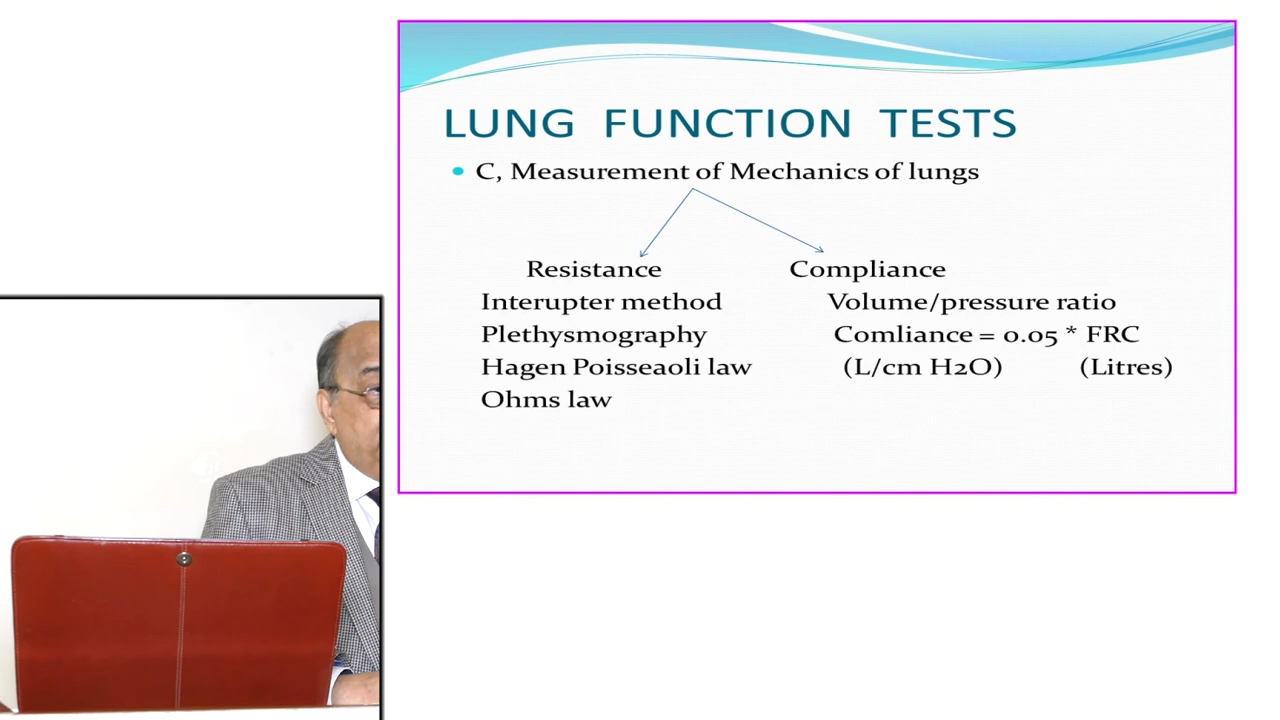 LUNG FUNCTION TESTS
C, Measurement of Mechanics of lungs
Resistance Compliance
Interupter method Volume/pressure ratio
Plethysmography Comliance = 0.05 * FRC
Hagen Poisseaoli law (L/cm H2O) (Litres)
Ohms law